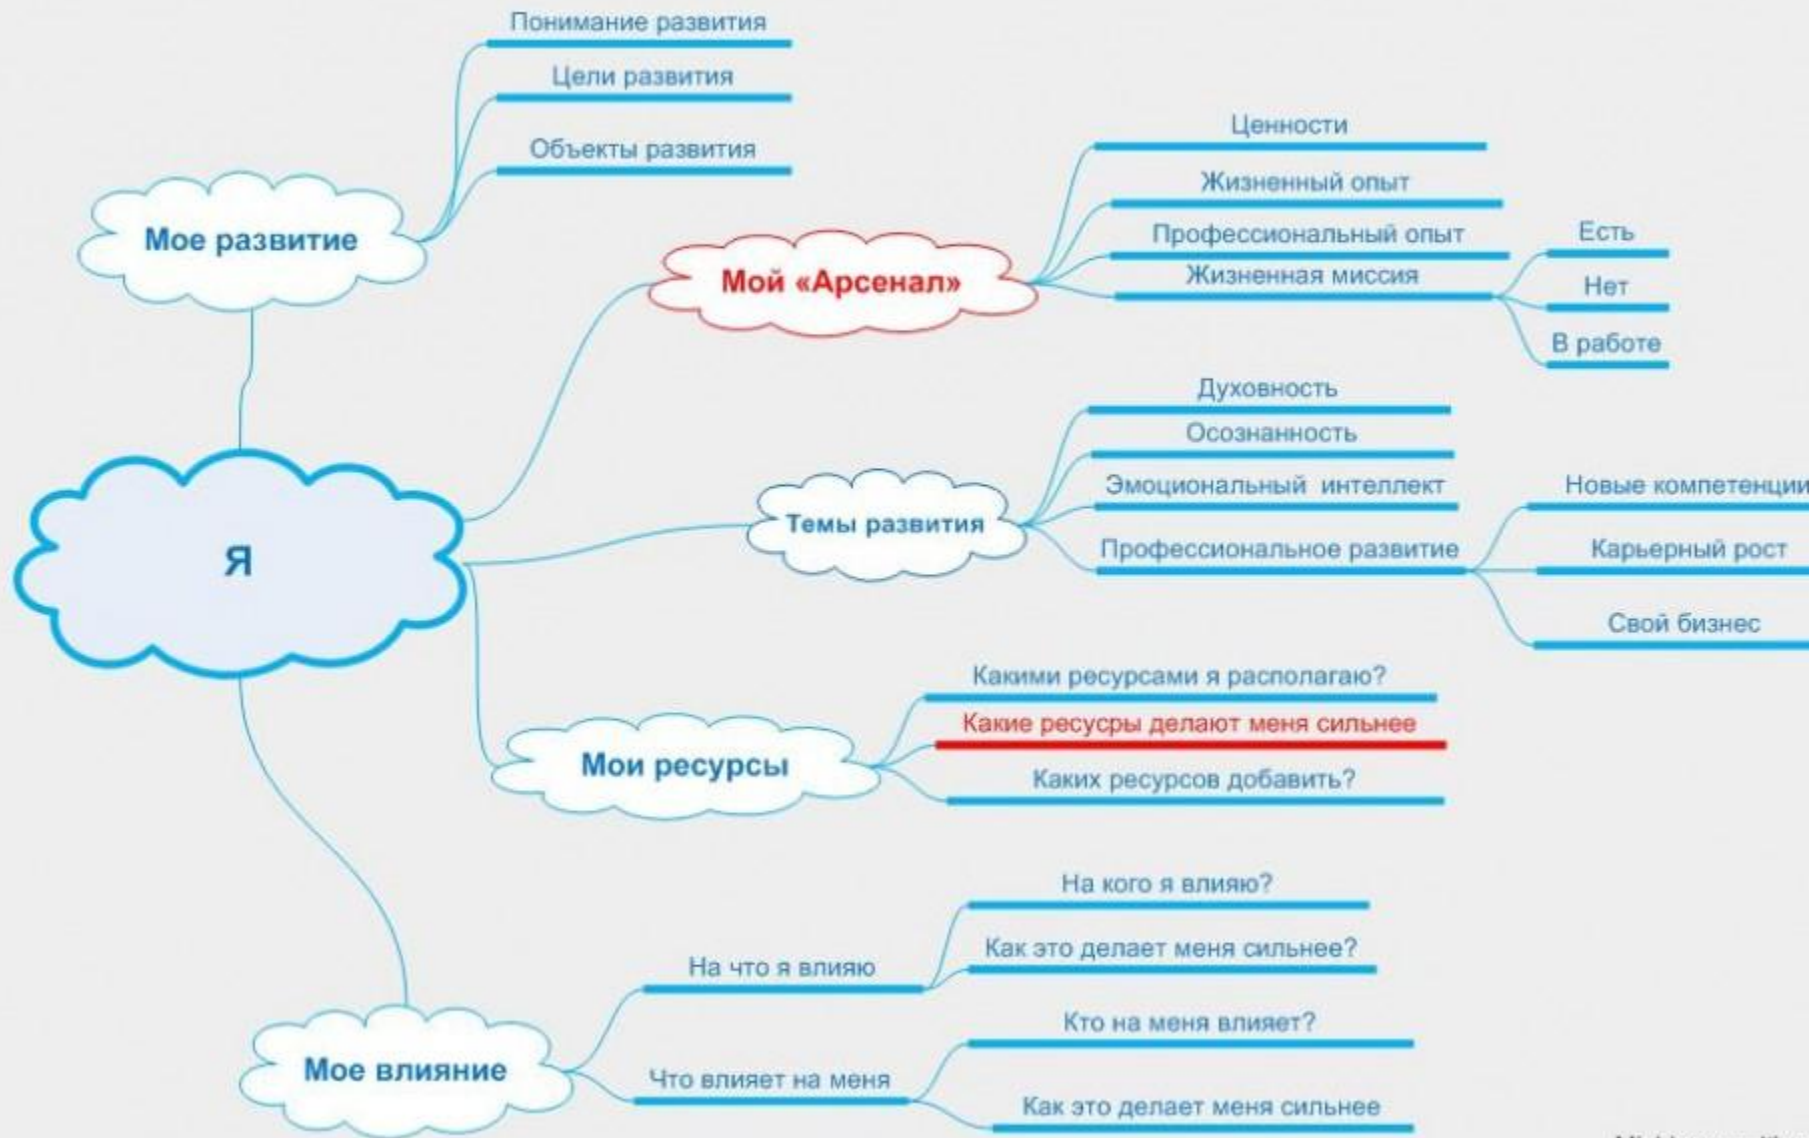 Понимание развития
Цели развития
Объекты развития
Мое развитие
Мой «Арсенал»
Ценности
Жизненный опыт
Профессиональный опыт
Жизненная миссия
Есть
Нет
В работе
Я
Темы развития
Духовность
Осознанность
Эмоциональный интеллект
Профессиональное развитие
Новые компетенции
Карьерный рост
Свой бизнес
Мои ресурсы
Какими ресурсами я располагаю?
Какие ресусры делают меня сильнее
Каких ресурсов добавить?
Мое влияние
На что я влияю
На кого я влияю?
Как это делает меня сильнее?
Что влияет на меня
Кто на меня влияет?
Как это делает меня сильнее